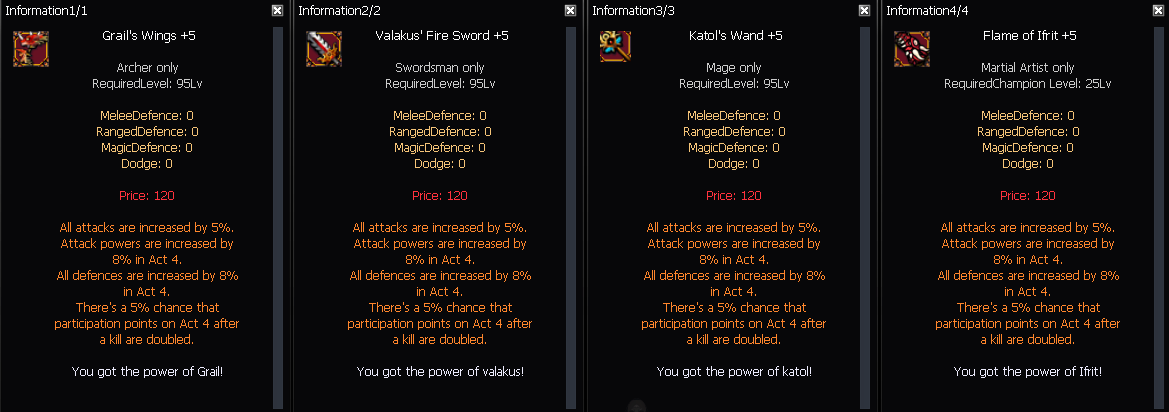 Information1/1
Grail's Wings +5
Archer only
RequiredLevel: 95Lv
MeleeDefence: 0
RangedDefence: 0
MagicDefence: 0
Dodge: 0
Price: 120
All attacks are increased by 5%.
Attack powers are increased by
8% in Act 4.
All defences are increased by 8%
in Act 4.
There's a 5% chance that
participation points on Act 4 after
a kill are doubled.
You got the power of Grail!
Information2/2
Valakus' Fire Sword +5
Swordsman only
RequiredLevel: 95Lv
MeleeDefence: 0
RangedDefence: 0
MagicDefence: 0
Dodge: 0
Price: 120
All attacks are increased by 5%.
Attack powers are increased by
8% in Act 4.
All defences are increased by 8%
in Act 4.
There's a 5% chance that
participation points on Act 4 after
a kill are doubled.
You got the power of valakus!
Information3/3
Katol's Wand +5
Mage only
RequiredLevel: 95Lv
MeleeDefence: 0
RangedDefence: 0
MagicDefence: 0
Dodge: 0
Price: 120
All attacks are increased by 5%.
Attack powers are increased by
8% in Act 4.
All defences are increased by 8%
in Act 4.
There's a 5% chance that
participation points on Act 4 after
a kill are doubled.
You got the power of katol!
Information4/4
Flame of Ifrit +5
Martial Artist only
RequiredChampion Level: 25Lv
MeleeDefence: 0
RangedDefence: 0
MagicDefence: 0
Dodge: 0
Price: 120
All attacks are increased by 5%.
Attack powers are increased by
8% in Act 4.
All defences are increased by 8%
in Act 4.
There's a 5% chance that
participation points on Act 4 after
a kill are doubled.
You got the power of Ifrit!